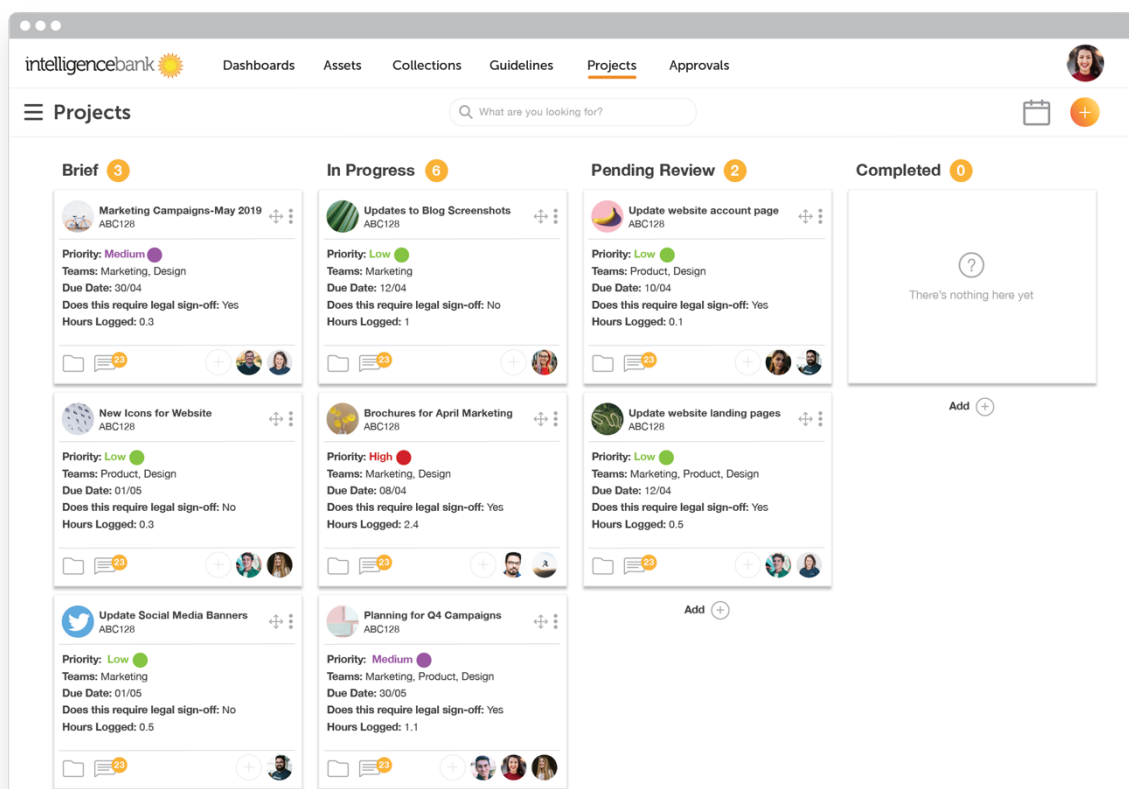 intelligencebank
Dashboards Assets Collections Guidelines Projects Approvals
Projects
What are you looking for?
Brief 3
Marketing Campaigns-May 2019
ABC128
Priority: Medium
Teams: Marketing, Design
Due Date: 30/04
Does this require legal sign-off: Yes
Hours Logged: 0.3
23
New Icons for Website
ABC128
Priority: Low
Teams: Product, Design
Due Date: 01/05
Does this require legal sign-off: No
Hours Logged: 0.3
23
Update Social Media Banners
ABC128
Priority: Low
Teams: Marketing
Due Date: 01/05
Does this require legal sign-off: No
Hours Logged: 0.5
23
In Progress 6
Updates to Blog Screenshots
ABC128
Priority: Low
Teams: Marketing
Due Date: 12/04
Does this require legal sign-off: No
Hours Logged: 1
23
Brochures for April Marketing
ABC128
Priority: High
Teams: Marketing, Design
Due Date: 08/04
Does this require legal sign-off: Yes
Hours Logged: 2.4
23
Planning for Q4 Campaigns
ABC128
Priority: Medium
Teams: Marketing, Product, Design
Due Date: 30/05
Does this require legal sign-off: Yes
Hours Logged: 1.1
23
Pending Review 2
Update website account page
ABC128
Priority: Low
Teams: Product, Design
Due Date: 10/04
Does this require legal sign-off: Yes
Hours Logged: 0.1
23
Update website landing pages
ABC128
Priority: Low
Teams: Marketing, Product, Design
Due Date: 12/04
Does this require legal sign-off: Yes
Hours Logged: 0.5
23
Add
Completed 0
?
There's nothing here yet
Add